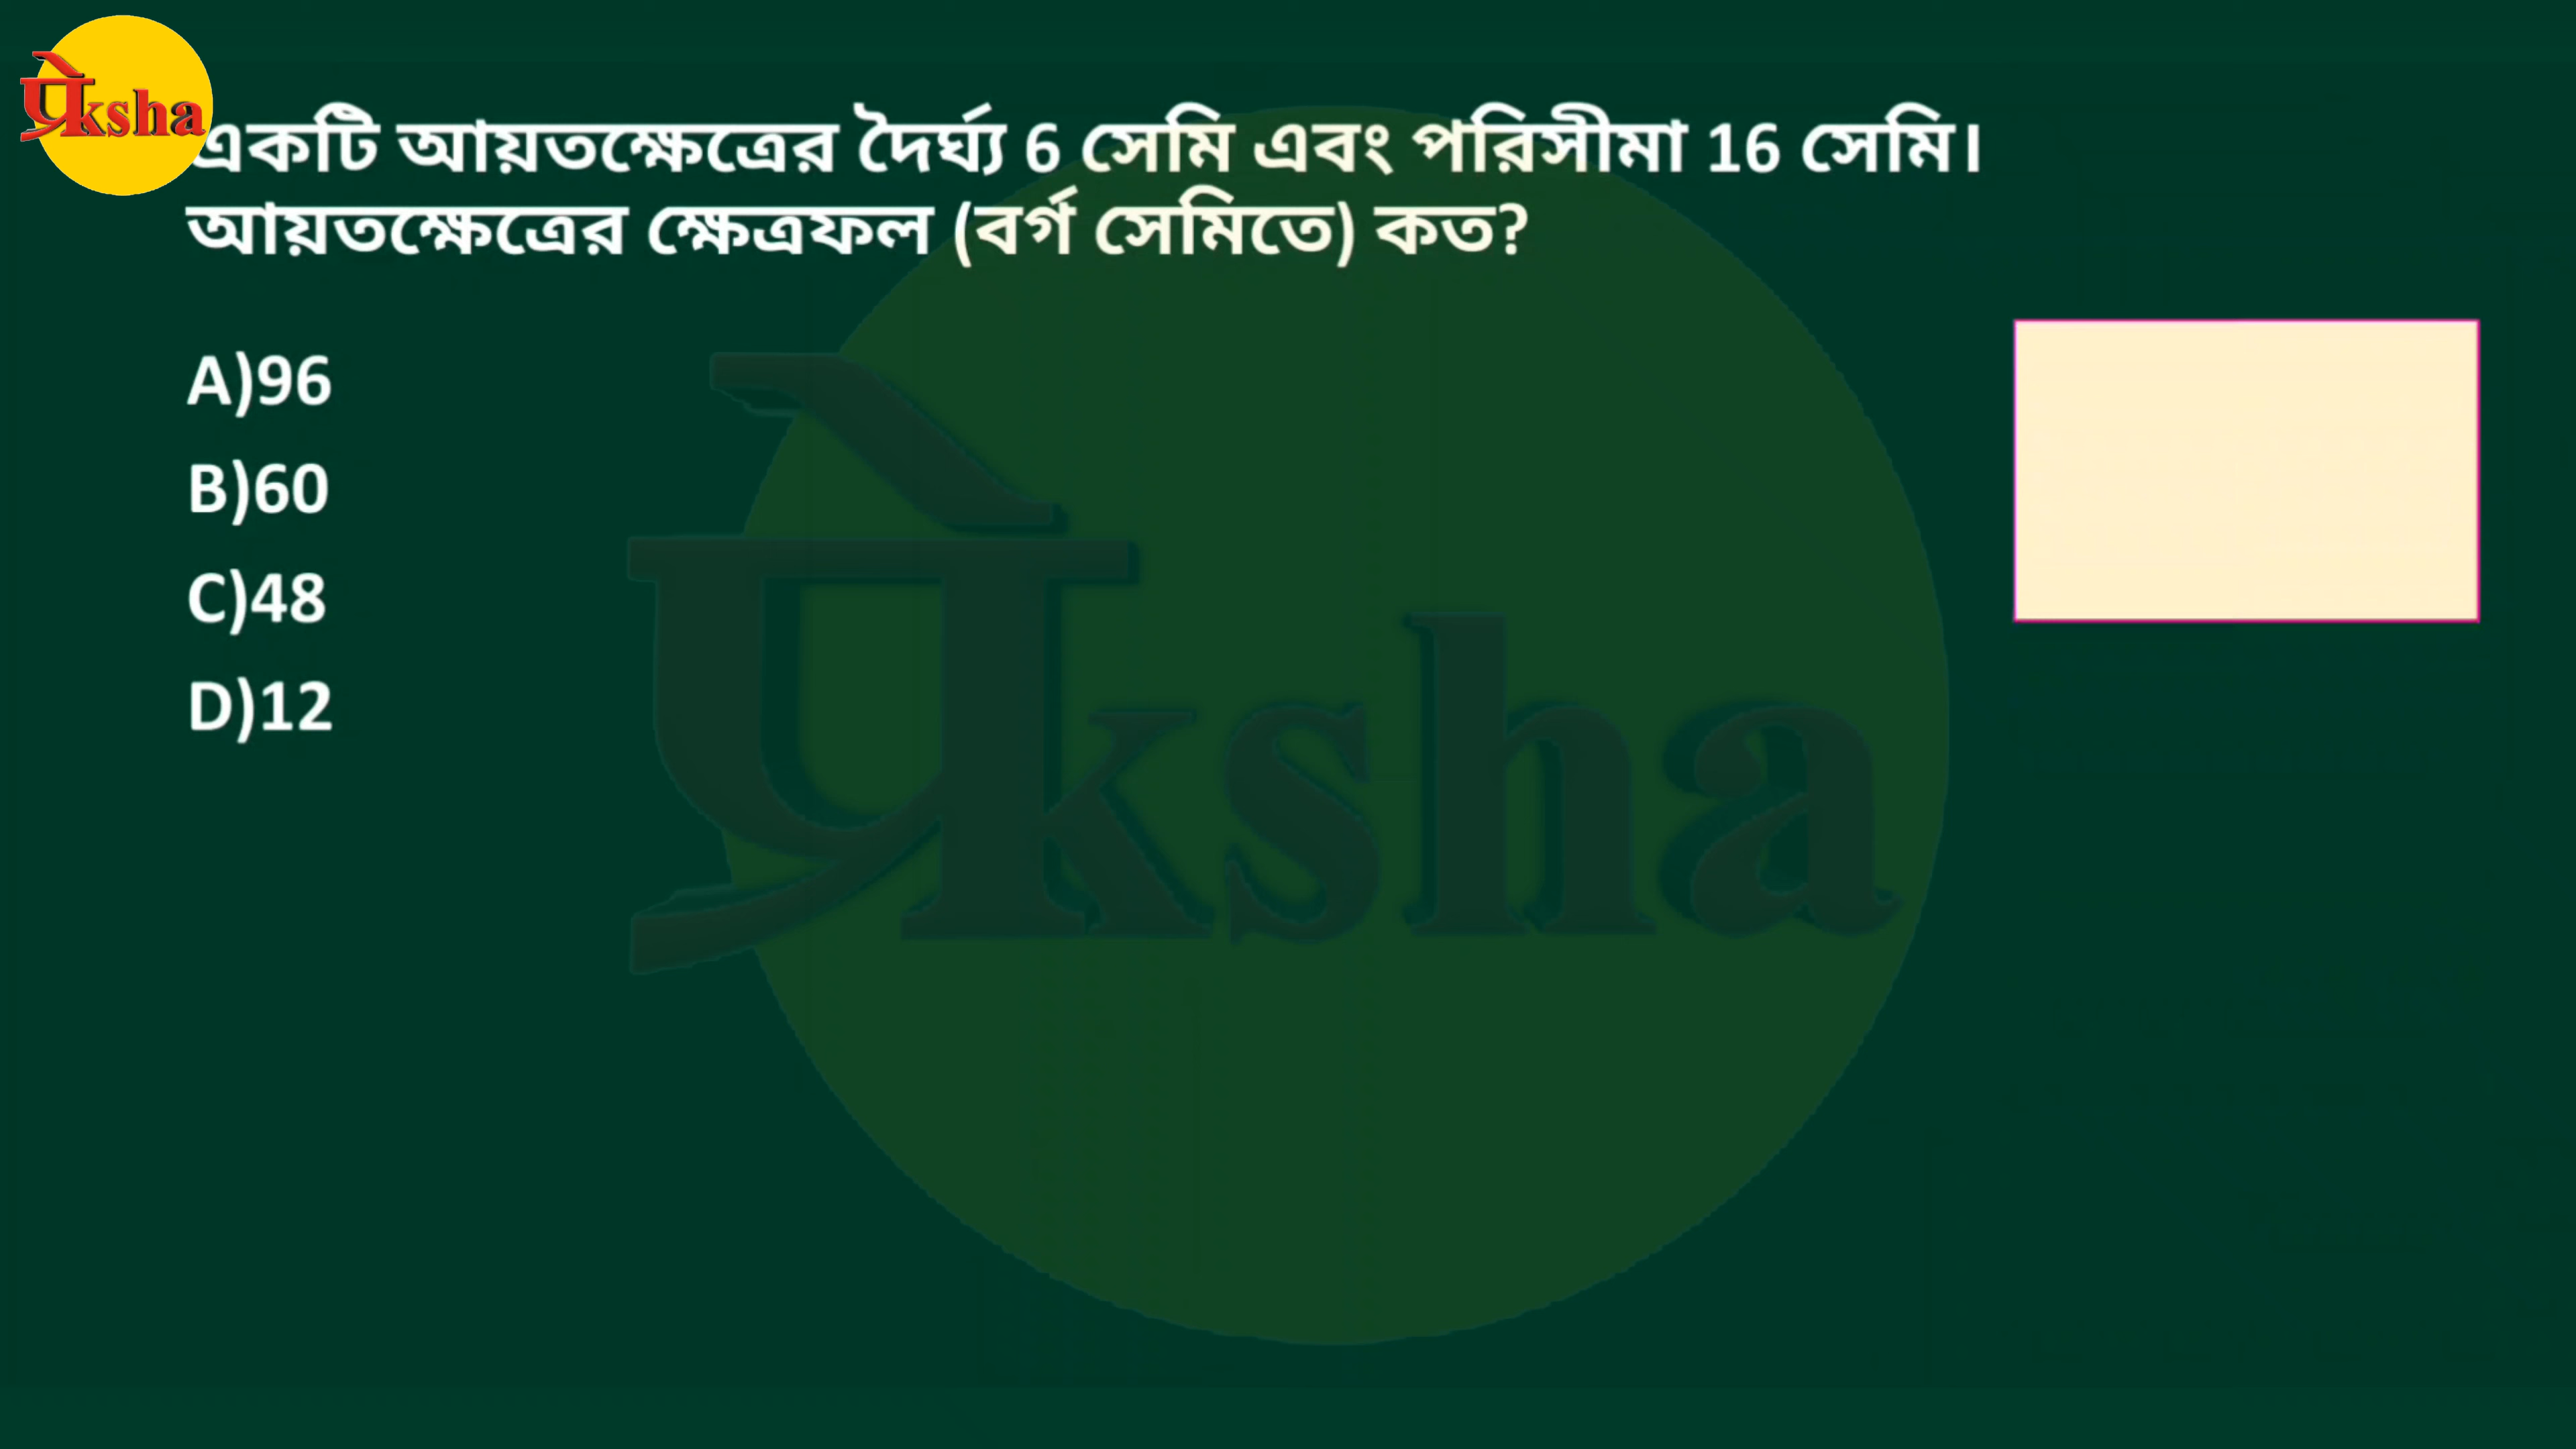 प्रेksha
একটি আয়তক্ষেত্রের দৈর্ঘ্য 6 সেমি এবং পরিসীমা 16 সেমি।
আয়তক্ষেত্রের ক্ষেত্রফল (বর্গ সেমিতে) কত?
A)96
B)60
C)48
D)12
प्रेksha